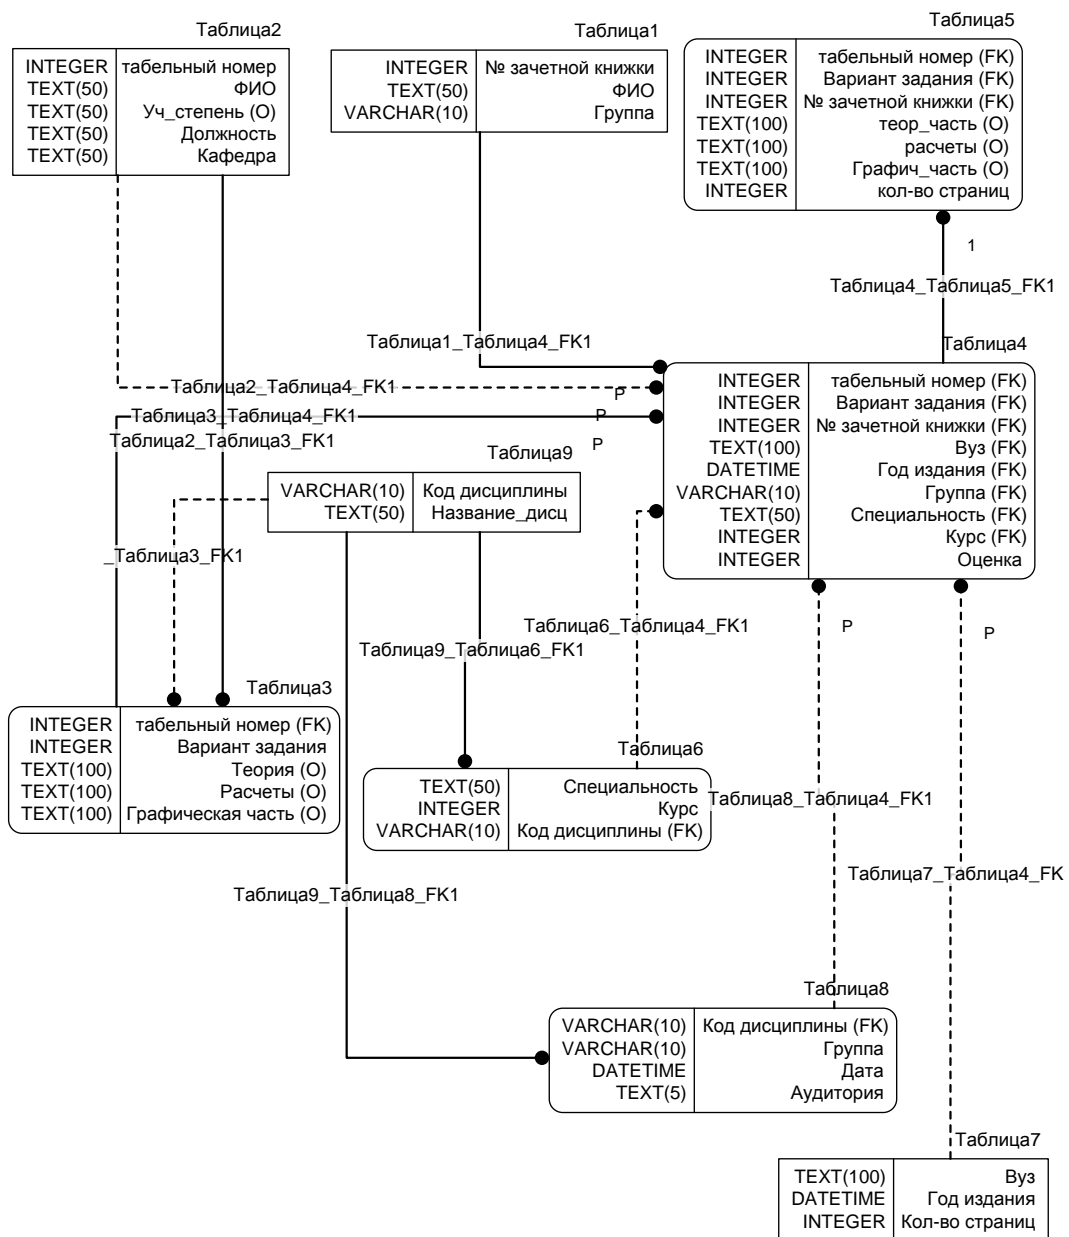 Таблица2
INTEGER табельный номер
TEXT(50) ФИО
TEXT(50) Уч_степень (O)
TEXT(50) Должность
TEXT(50) Кафедра
Таблица1
INTEGER № зачетной книжки
TEXT(50) ФИО
VARCHAR(10) Группа
Таблица5
INTEGER табельный номер (FK)
INTEGER Вариант задания (FK)
INTEGER № зачетной книжки (FK)
TEXT(100) теор_часть (O)
TEXT(100) расчеты (O)
TEXT(100) Графич_часть (O)
INTEGER кол-во страниц
1
Таблица4_Таблица5_FK1
Таблица1_Таблица4_FK1
Таблица2_Таблица4_FK1
P
Таблица3_Таблица4_FK1
P
Таблица2_Таблица3_FK1
P
Таблица4
INTEGER табельный номер (FK)
INTEGER Вариант задания (FK)
INTEGER № зачетной книжки (FK)
TEXT(100) Вуз (FK)
DATETIME Год издания (FK)
VARCHAR(10) Группа (FK)
TEXT(50) Специальность (FK)
INTEGER Курс (FK)
INTEGER Оценка
Таблица9
VARCHAR(10) Код дисциплины
TEXT(50) Название_дисц
_Таблица3_FK1
Таблица6_Таблица4_FK1
P
P
Таблица9_Таблица6_FK1
Таблица3
INTEGER табельный номер (FK)
INTEGER Вариант задания
TEXT(100) Теория (O)
TEXT(100) Расчеты (O)
TEXT(100) Графическая часть (O)
Таблица6
TEXT(50) Специальность
INTEGER Курс
VARCHAR(10) Код дисциплины (FK)
Таблица8_Таблица4_FK1
Таблица7_Таблица4_FK
Таблица9_Таблица8_FK1
Таблица8
VARCHAR(10) Код дисциплины (FK)
VARCHAR(10) Группа
DATETIME Дата
TEXT(5) Аудитория
Таблица7
TEXT(100) Вуз
DATETIME Год издания
INTEGER Кол-во страниц